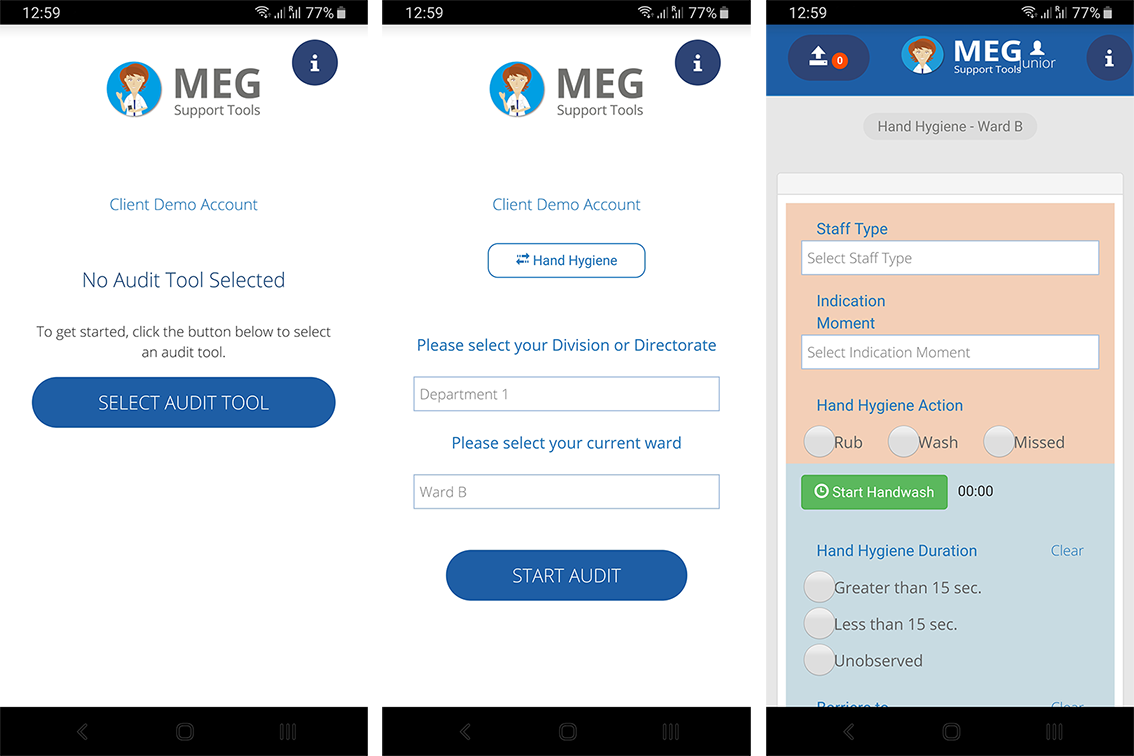 12:59
77%
i
MEG
Support Tools
Client Demo Account
No Audit Tool Selected
To get started, click the button below to select
an audit tool.
SELECT AUDIT TOOL
12:59
77%
i
MEG
Support Tools
Client Demo Account
Hand Hygiene
Please select your Division or Directorate
Department 1
Please select your current ward
Ward B
START AUDIT
12:59
77%
0
MEG
Support Tools
unior
i
Hand Hygiene - Ward B
Staff Type
Select Staff Type
Indication
Moment
Select Indication Moment
Hand Hygiene Action
Rub Wash Missed
Start Handwash 00:00
Hand Hygiene Duration Clear
Greater than 15 sec.
Less than 15 sec.
Unobserved
Barriers to Clear